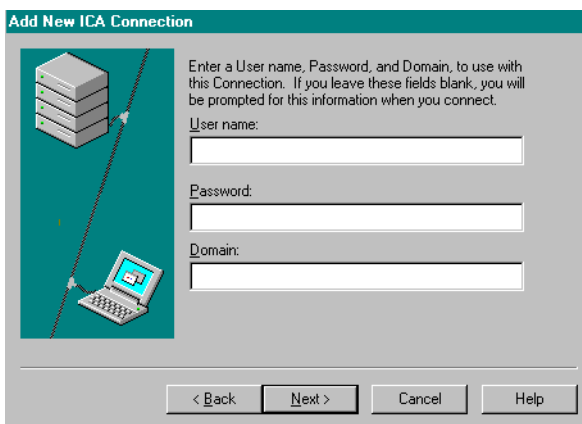 Add New ICA Connection
Enter a User name, Password, and Domain, to use with
this Connection. If you leave these fields blank, you will
be prompted for this information when you connect.
User name:
Password:
Domain:
< Back
Next >
Cancel
Help